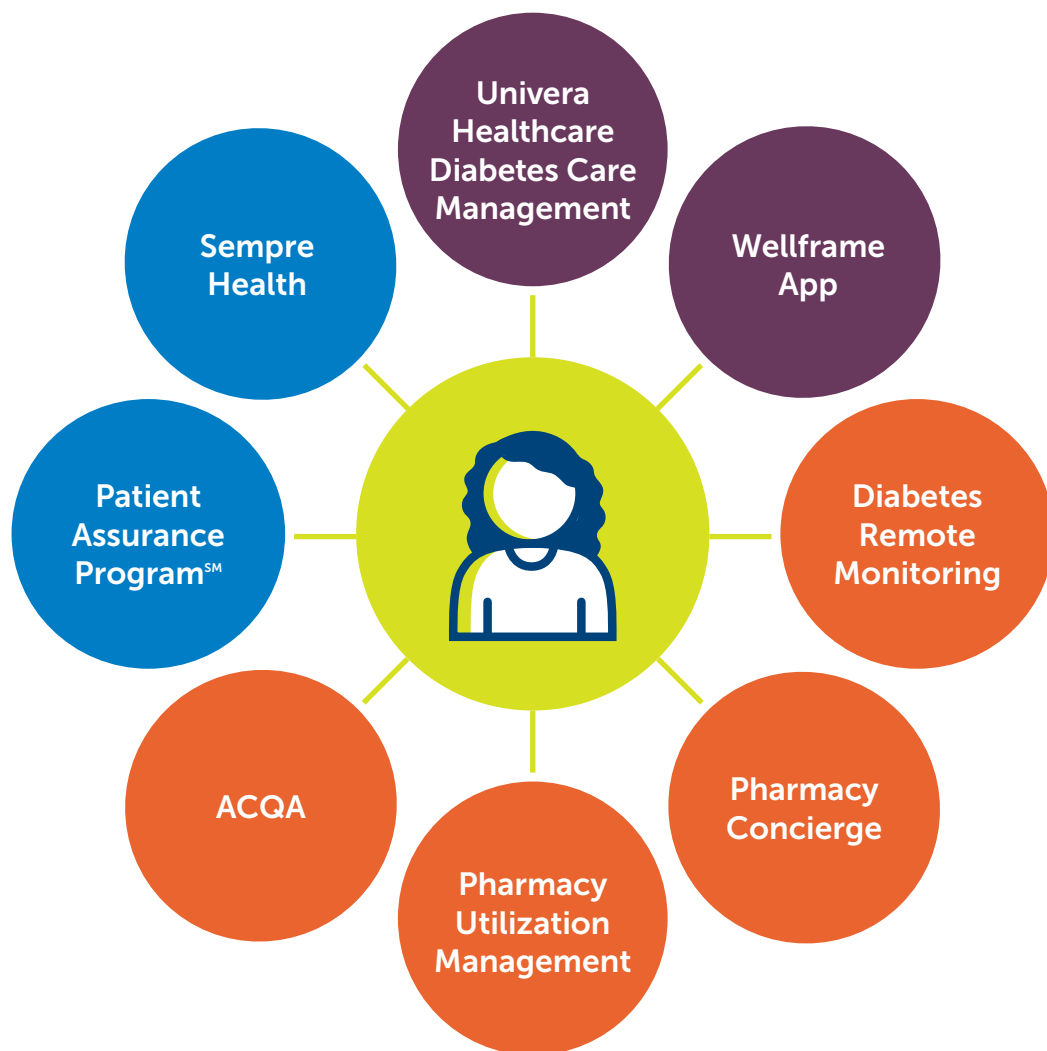 Univera
Healthcare
Diabetes Care
Management
Wellframe
App
Diabetes
Remote
Monitoring
Pharmacy
Concierge
Pharmacy
Utilization
Management
ACQA
Patient
Assurance
Program℠
Sempre
Health